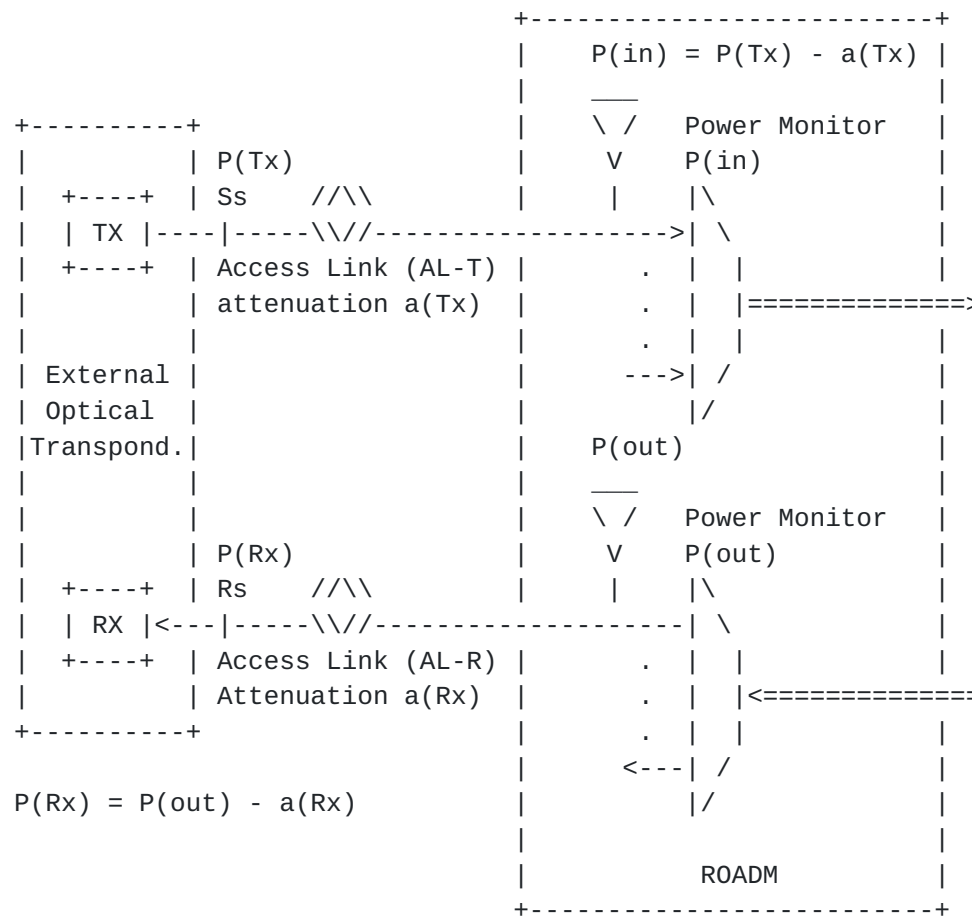 P(in) = P(Tx) - a(Tx)
Power Monitor
P(Tx) V P(in)
Ss
TX
Access Link (AL-T)
attenuation a(Tx)
External
Optical
Transpond.
P(out)
Power Monitor
P(Rx) V P(out)
Rs
RX
Access Link (AL-R)
Attenuation a(Rx)
P(Rx) = P(out) - a(Rx)
ROADM